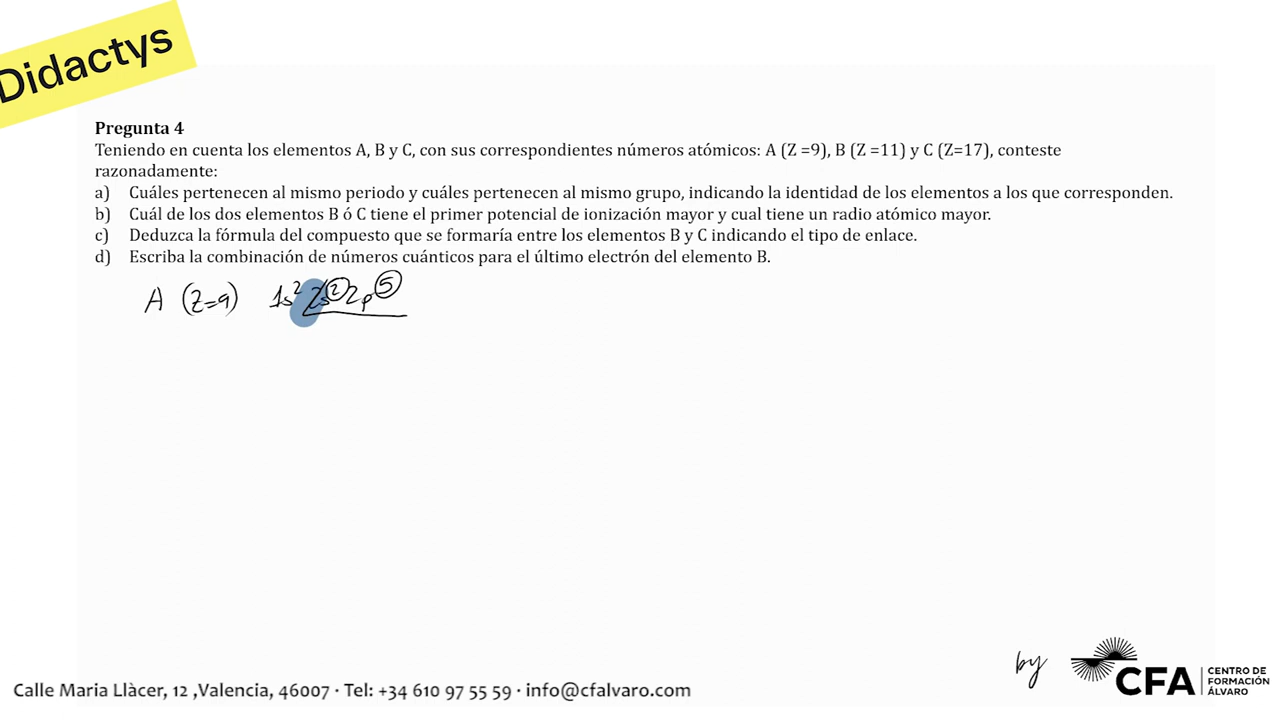 Didactys
Pregunta 4
Teniendo en cuenta los elementos A, B y C, con sus correspondientes números atómicos: A (Z =9), B (Z =11) y C (Z=17), conteste
razonadamente:
a) Cuáles pertenecen al mismo periodo y cuáles pertenecen al mismo grupo, indicando la identidad de los elementos a los que corresponden.
b) Cuál de los dos elementos B ó C tiene el primer potencial de ionización mayor y cual tiene un radio atómico mayor.
c) Deduzca la fórmula del compuesto que se formaría entre los elementos B y C indicando el tipo de enlace.
d) Escriba la combinación de números cuánticos para el último electrón del elemento B.
A (Z=9) 1s² 2s² 2p⁵
by
CFA CENTRO DE
FORMACIÓN
ÁLVARO
Calle Maria Llàcer, 12 ,Valencia, 46007 · Tel: +34 610 97 55 59 · info@cfalvaro.com